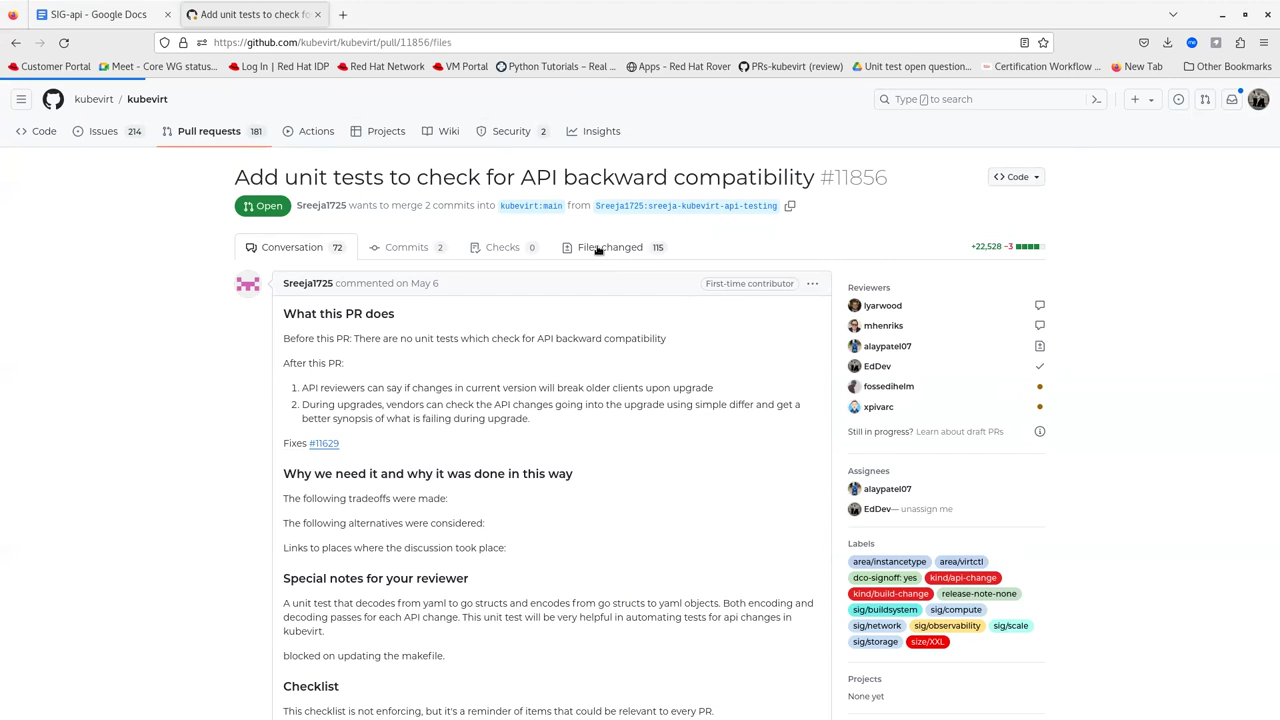 SIG-api - Google Docs
Add unit tests to check fo
https://github.com/kubevirt/kubevirt/pull/11856/files
Customer Portal
Meet - Core WG status...
Log In | Red Hat IDP
Red Hat Network
VM Portal
Python Tutorials – Real ...
Apps - Red Hat Rover
PRs-kubevirt (review)
Unit test open question...
Certification Workflow ...
New Tab
Other Bookmarks
kubevirt / kubevirt
Type / to search
Code
Issues 214
Pull requests 181
Actions
Projects
Wiki
Security 2
Insights
Add unit tests to check for API backward compatibility #11856
Code
Open
Sreeja1725 wants to merge 2 commits into kubevirt:main from Sreeja1725:sreeja-kubevirt-api-testing
Conversation 72
Commits 2
Checks 0
Files changed 115
+22,528 −3
Sreeja1725 commented on May 6
First-time contributor
What this PR does
Before this PR: There are no unit tests which check for API backward compatibility
After this PR:
1. API reviewers can say if changes in current version will break older clients upon upgrade
2. During upgrades, vendors can check the API changes going into the upgrade using simple differ and get a
better synopsis of what is failing during upgrade.
Fixes #11629
Why we need it and why it was done in this way
The following tradeoffs were made:
The following alternatives were considered:
Links to places where the discussion took place:
Special notes for your reviewer
A unit test that decodes from yaml to go structs and encodes from go structs to yaml objects. Both encoding and
decoding passes for each API change. This unit test will be very helpful in automating tests for api changes in
kubevirt.
blocked on updating the makefile.
Checklist
This checklist is not enforcing, but it's a reminder of items that could be relevant to every PR.
Reviewers
lyarwood
mhenriks
alaypatel07
EdDev
fossedihelm
xpivarc
Still in progress? Learn about draft PRs
Assignees
alaypatel07
EdDev— unassign me
Labels
area/instancetype area/virtctl
dco-signoff: yes kind/api-change
kind/build-change release-note-none
sig/buildsystem sig/compute
sig/network sig/observability sig/scale
sig/storage size/XXL
Projects
None yet